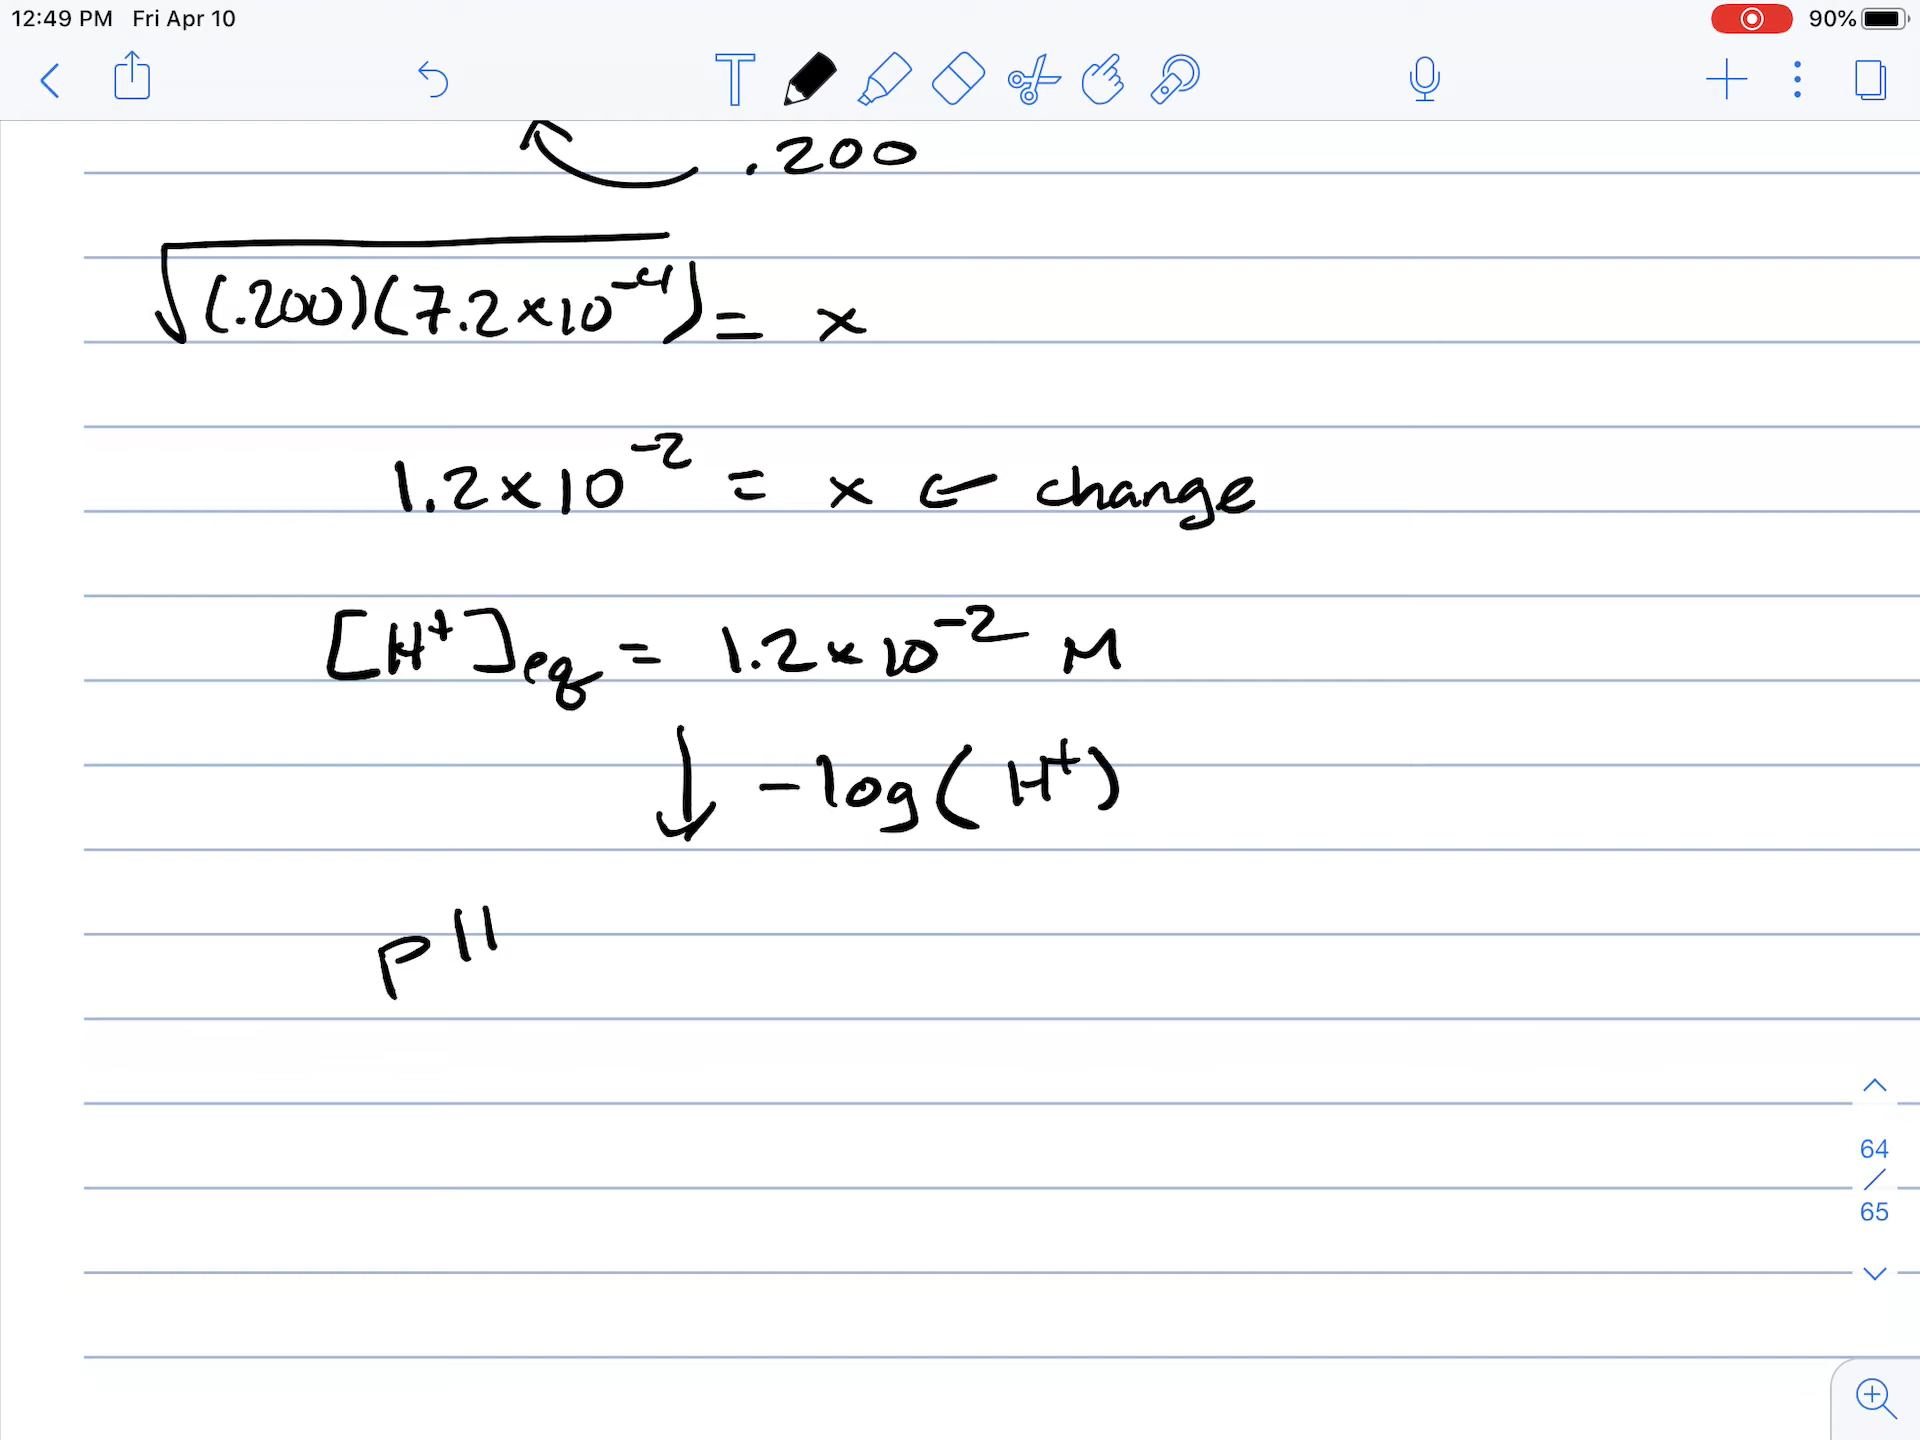 12:49 PM Fri Apr 10 90%
T
.200
√(.200)(7.2×10⁻⁴) = x
1.2×10⁻² = x ← change
[H⁺]eq = 1.2×10⁻² M
↓ -log(H⁺)
P||
64
/
65